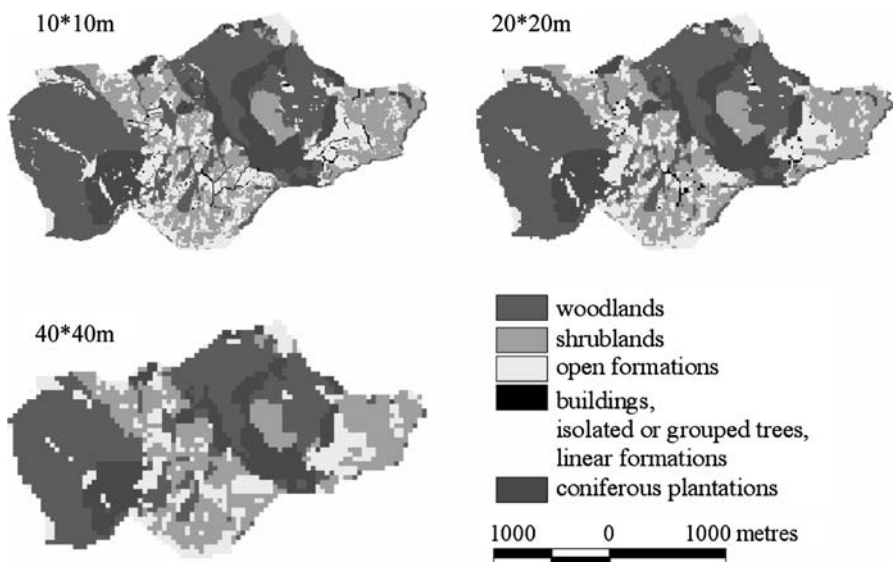 10*10m
20*20m
40*40m
woodlands
shrublands
open formations
buildings,
isolated or grouped trees,
linear formations
coniferous plantations
1000 0 1000 metres